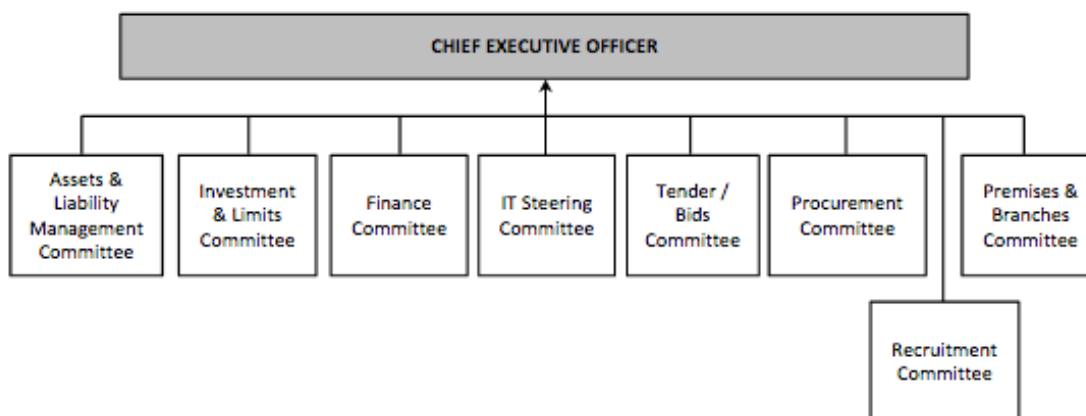 CHIEF EXECUTIVE OFFICER
Assets &
Liability
Management
Committee
Investment
& Limits
Committee
Finance
Committee
IT Steering
Committee
Tender /
Bids
Committee
Procurement
Committee
Premises &
Branches
Committee
Recruitment
Committee